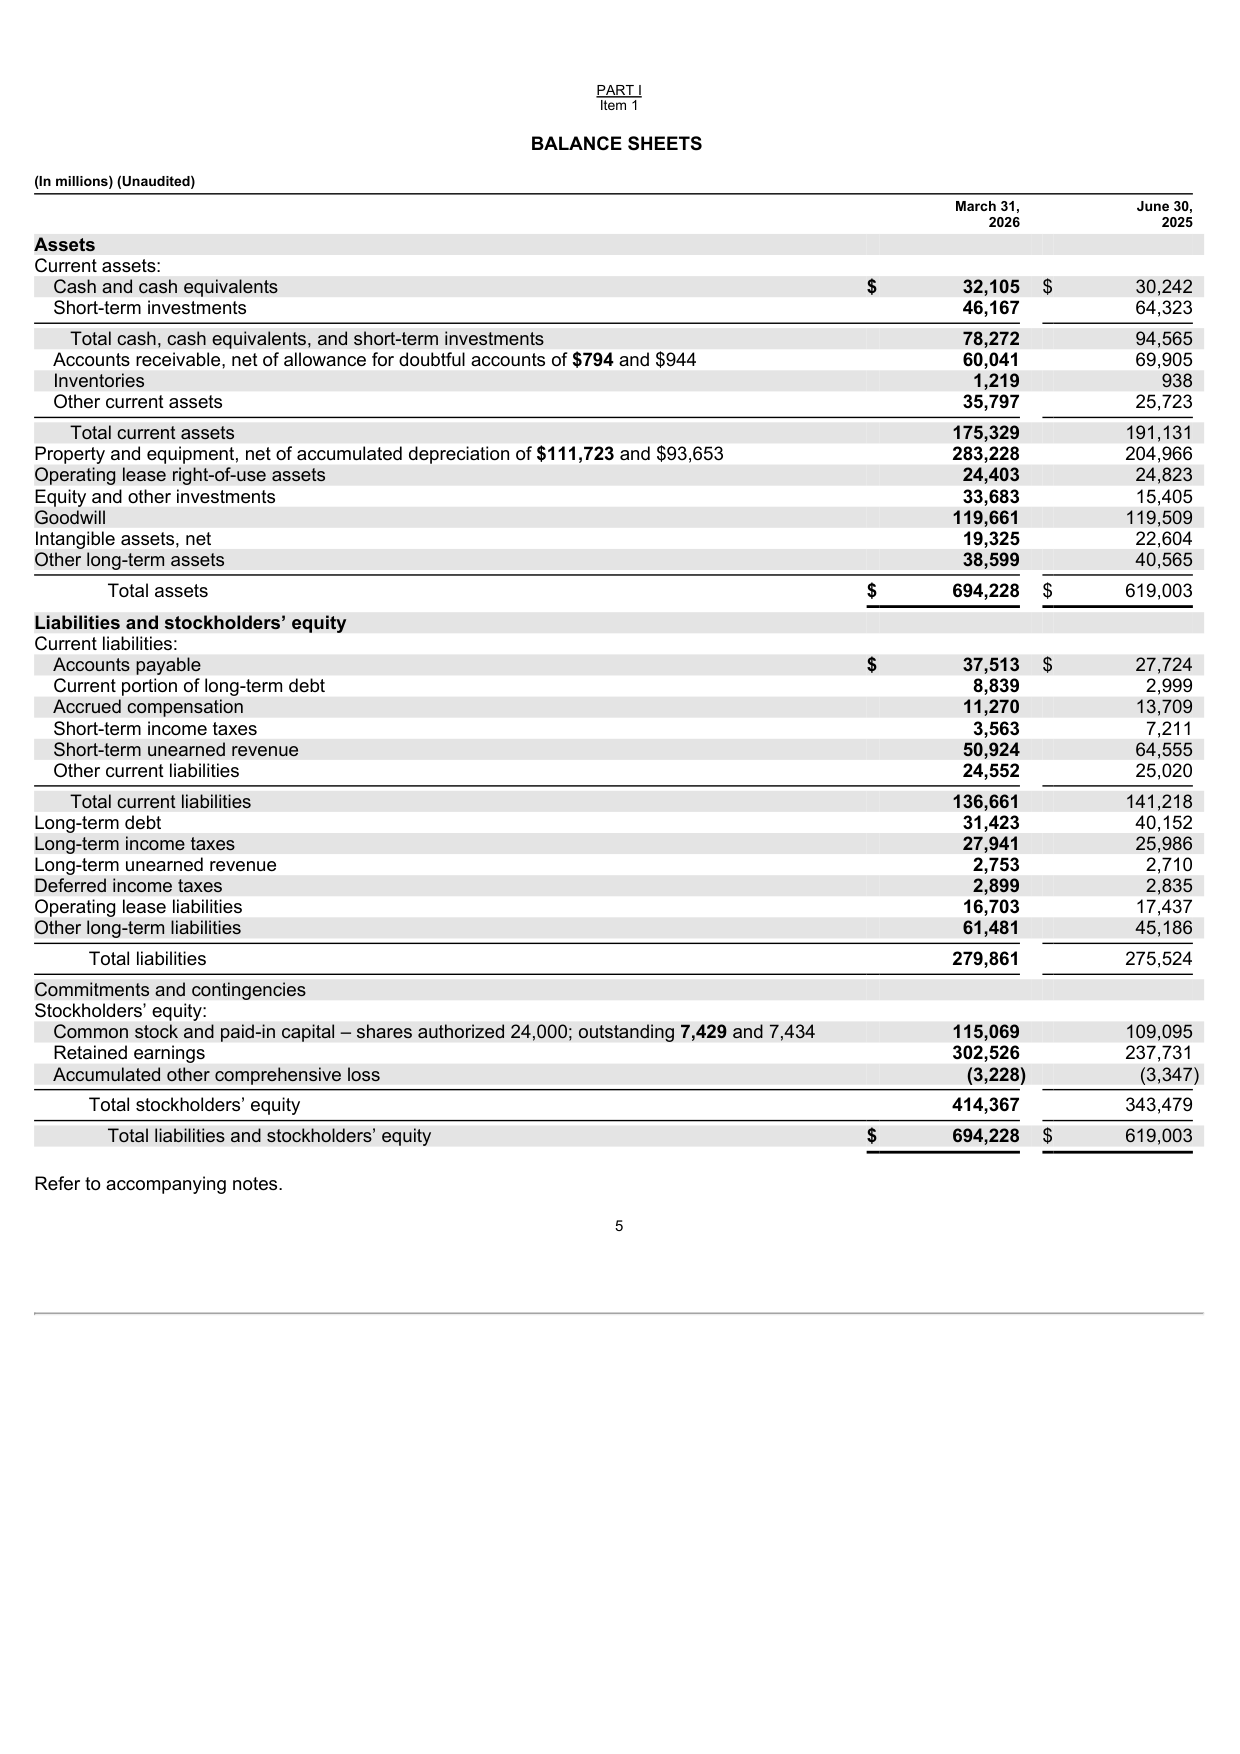 PART I
Item 1
BALANCE SHEETS
(In millions) (Unaudited)
March 31, 2026 June 30, 2025
Assets
Current assets:
Cash and cash equivalents $ 32,105 $ 30,242
Short-term investments 46,167 64,323
Total cash, cash equivalents, and short-term investments 78,272 94,565
Accounts receivable, net of allowance for doubtful accounts of $794 and $944 60,041 69,905
Inventories 1,219 938
Other current assets 35,797 25,723
Total current assets 175,329 191,131
Property and equipment, net of accumulated depreciation of $111,723 and $93,653 283,228 204,966
Operating lease right-of-use assets 24,403 24,823
Equity and other investments 33,683 15,405
Goodwill 119,661 119,509
Intangible assets, net 19,325 22,604
Other long-term assets 38,599 40,565
Total assets $ 694,228 $ 619,003
Liabilities and stockholders’ equity
Current liabilities:
Accounts payable $ 37,513 $ 27,724
Current portion of long-term debt 8,839 2,999
Accrued compensation 11,270 13,709
Short-term income taxes 3,563 7,211
Short-term unearned revenue 50,924 64,555
Other current liabilities 24,552 25,020
Total current liabilities 136,661 141,218
Long-term debt 31,423 40,152
Long-term income taxes 27,941 25,986
Long-term unearned revenue 2,753 2,710
Deferred income taxes 2,899 2,835
Operating lease liabilities 16,703 17,437
Other long-term liabilities 61,481 45,186
Total liabilities 279,861 275,524
Commitments and contingencies
Stockholders’ equity:
Common stock and paid-in capital – shares authorized 24,000; outstanding 7,429 and 7,434 115,069 109,095
Retained earnings 302,526 237,731
Accumulated other comprehensive loss (3,228) (3,347)
Total stockholders’ equity 414,367 343,479
Total liabilities and stockholders’ equity $ 694,228 $ 619,003
Refer to accompanying notes.
5